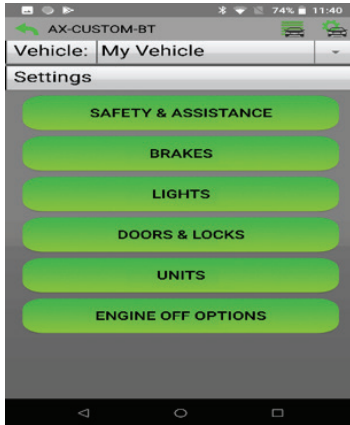 74% 11:40
AX-CUSTOM-BT
Vehicle: My Vehicle
Settings
SAFETY & ASSISTANCE
BRAKES
LIGHTS
DOORS & LOCKS
UNITS
ENGINE OFF OPTIONS